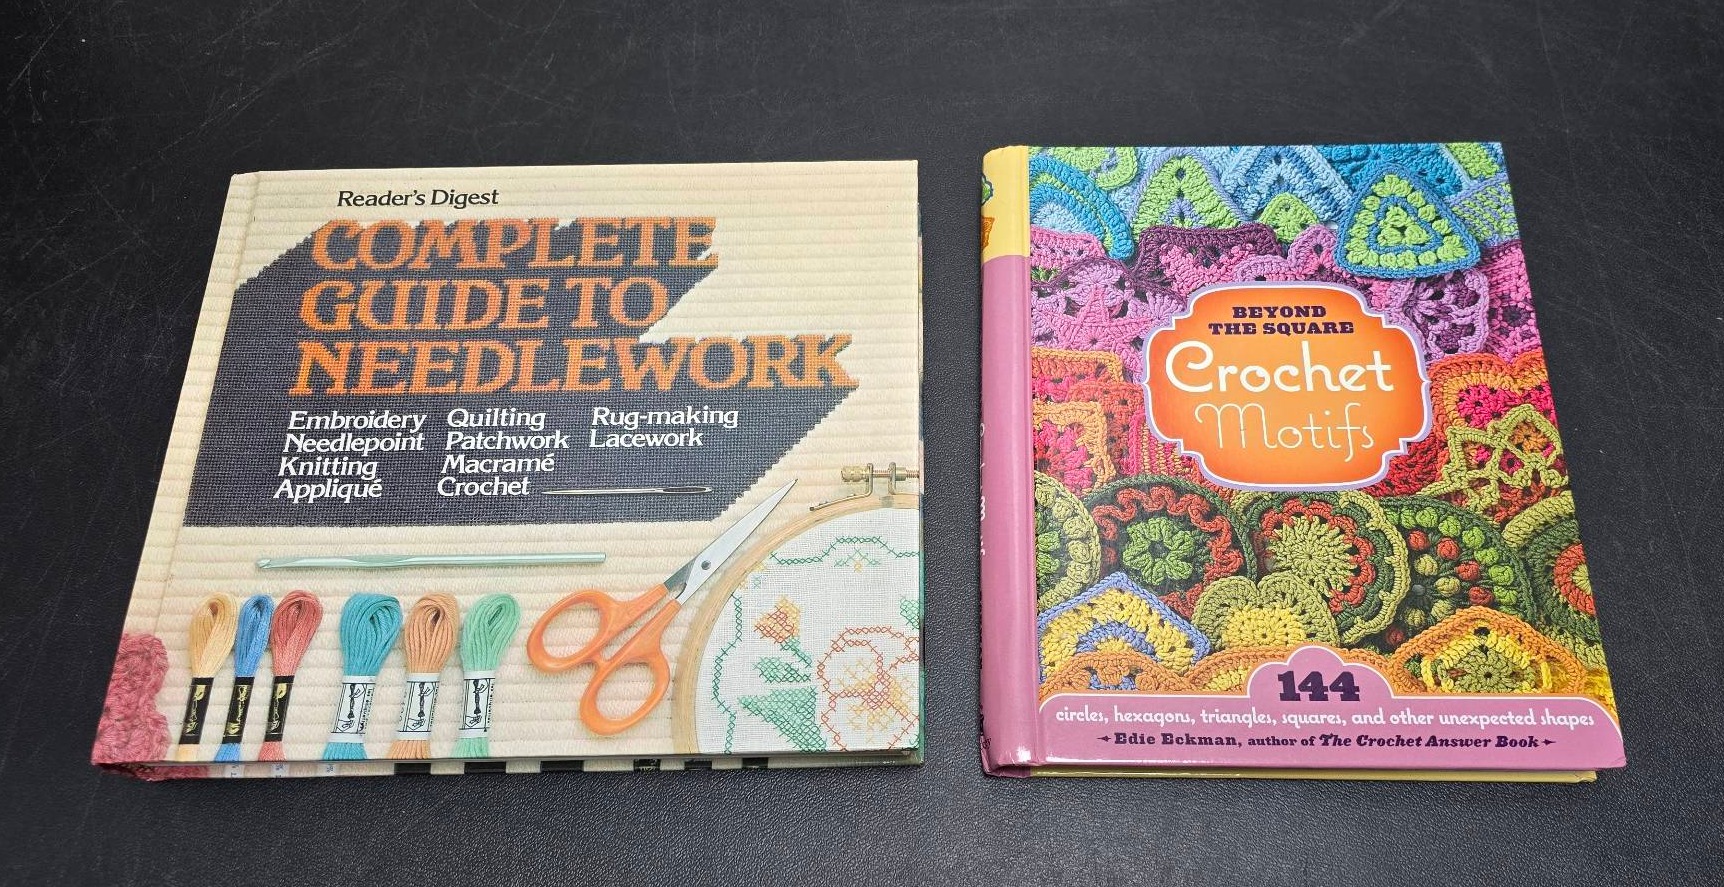 Reader's Digest
COMPLETE
GUIDE TO
NEEDLEWORK
Embroidery Quilting Rug-making
Needlepoint Patchwork Lacework
Knitting Macramé
Appliqué Crochet
BEYOND
THE SQUARE
Crochet
Motifs
144
circles, hexagons, triangles, squares, and other unexpected shapes
Edie Eckman, author of The Crochet Answer Book